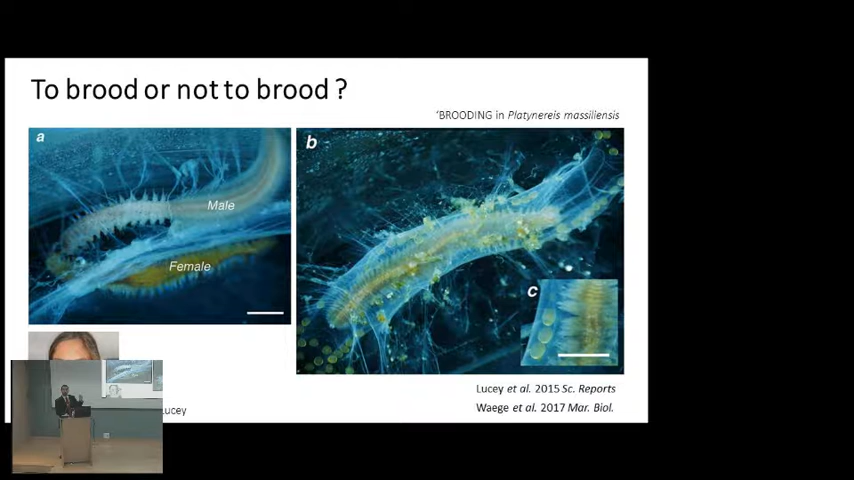 To brood or not to brood ?
'BROODING in Platynereis massiliensis
a
Male
Female
b
c
Lucey
Lucey et al. 2015 Sc. Reports
Waege et al. 2017 Mar. Biol.